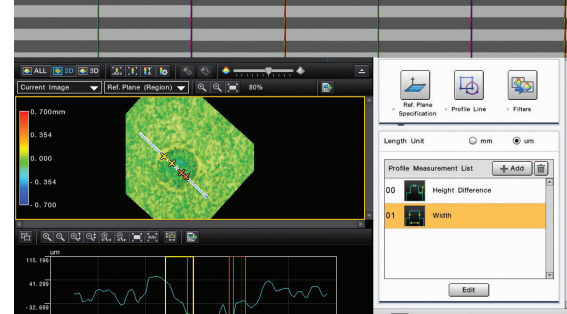 ALL 2D 3D
Current Image Ref. Plane (Region) 80%
0.700mm
0.354
0.000
-0.354
-0.700
um
115.198
41.299
-32.699
Ref. Plane
Specification
Profile Line
Filters
Length Unit mm um
Profile Measurement List + Add
00 Height Difference
01 Width
Edit